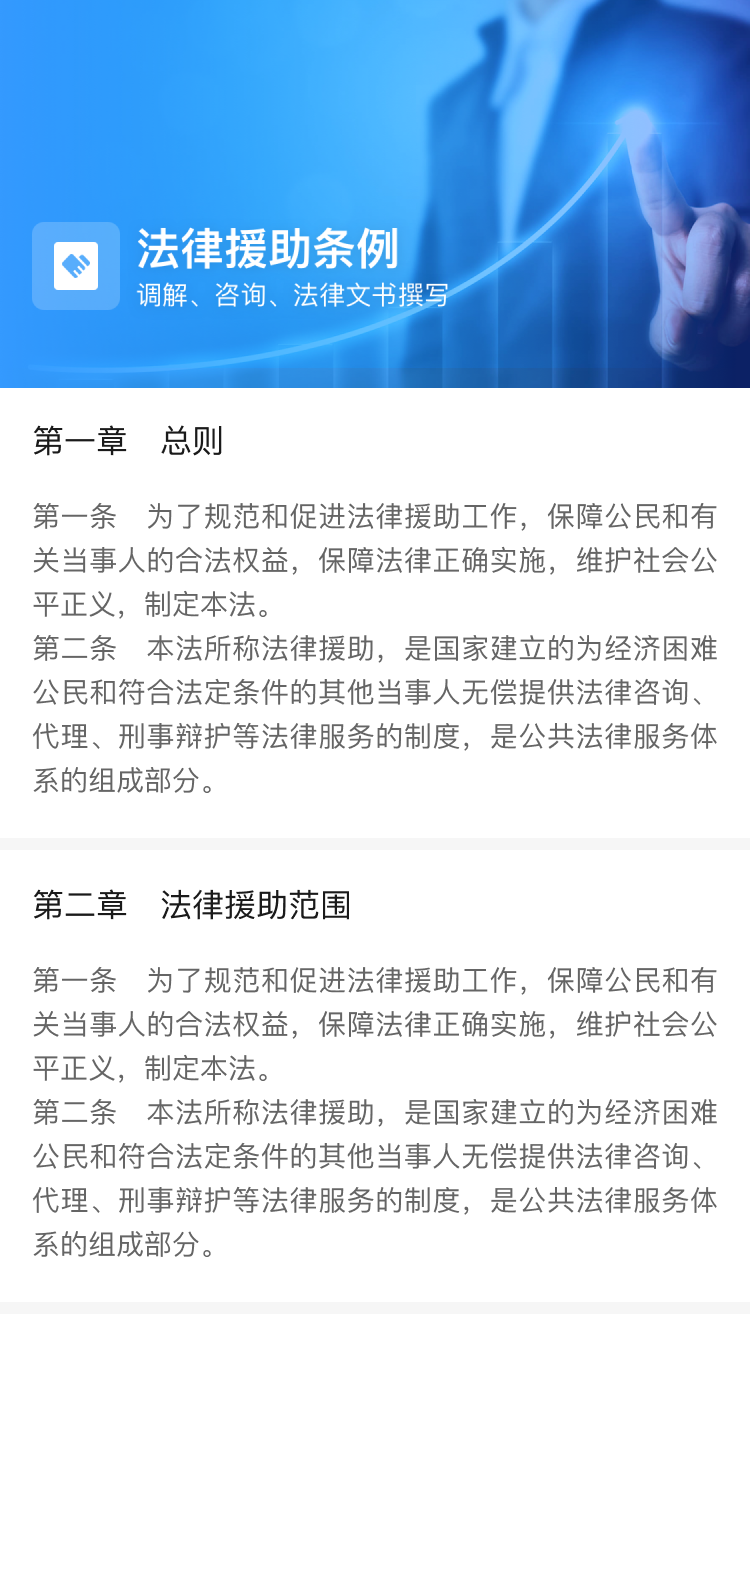 法律援助条例
调解、咨询、法律文书撰写
第一章　总则
第一条　为了规范和促进法律援助工作，保障公民和有
关当事人的合法权益，保障法律正确实施，维护社会公
平正义，制定本法。
第二条　本法所称法律援助，是国家建立的为经济困难
公民和符合法定条件的其他当事人无偿提供法律咨询、
代理、刑事辩护等法律服务的制度，是公共法律服务体
系的组成部分。
第二章　法律援助范围
第一条　为了规范和促进法律援助工作，保障公民和有
关当事人的合法权益，保障法律正确实施，维护社会公
平正义，制定本法。
第二条　本法所称法律援助，是国家建立的为经济困难
公民和符合法定条件的其他当事人无偿提供法律咨询、
代理、刑事辩护等法律服务的制度，是公共法律服务体
系的组成部分。